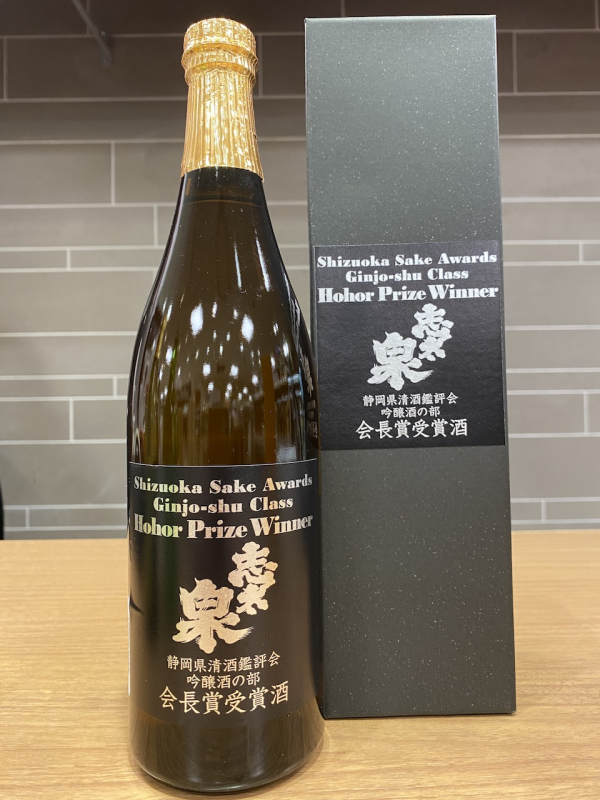 Shizuoka Sake Awards
Ginjo-shu Class
Hohor Prize Winner
志太
泉
静岡県清酒鑑評会
吟醸酒の部
会長賞受賞酒
Shizuoka Sake Awards
Ginjo-shu Class
Hohor Prize Winner
志太
泉
静岡県清酒鑑評会
吟醸酒の部
会長賞受賞酒